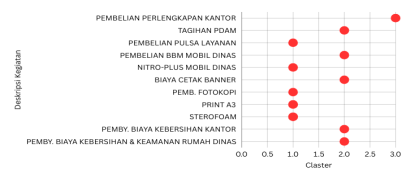 PEMBELIAN PERLENGKAPAN KANTOR
TAGIHAN PDAM
PEMBELIAN PULSA LAYANAN
PEMBELIAN BBM MOBIL DINAS
NITRO-PLUS MOBIL DINAS
BIAYA CETAK BANNER
PEMB. FOTOKOPI
PRINT A3
STEROFOAM
PEMBY. BIAYA KEBERSIHAN KANTOR
PEMBY. BIAYA KEBERSIHAN & KEAMANAN RUMAH DINAS
Deskripsi Kegiatan
0.0 0.5 1.0 1.5 2.0 2.5 3.0
Claster